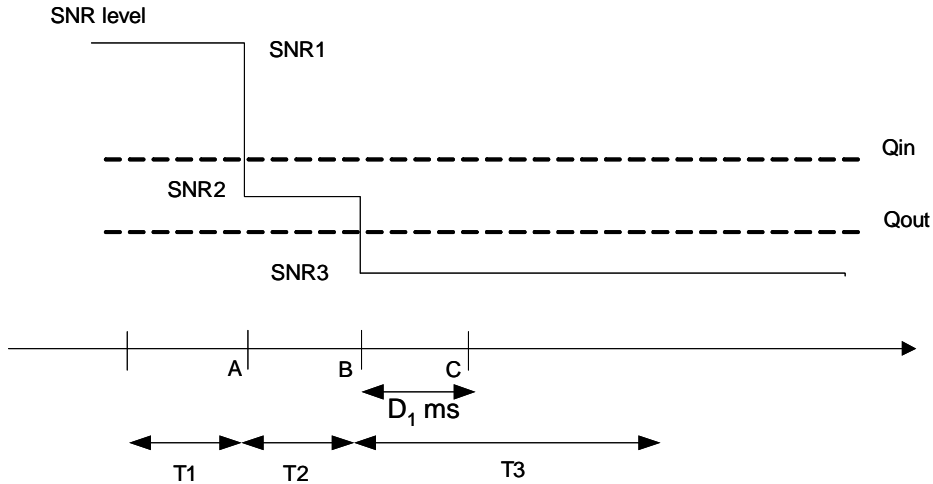 SNR level
SNR1
Qin
SNR2
Qout
SNR3
A
B
C
D₁ ms
T1
T2
T3